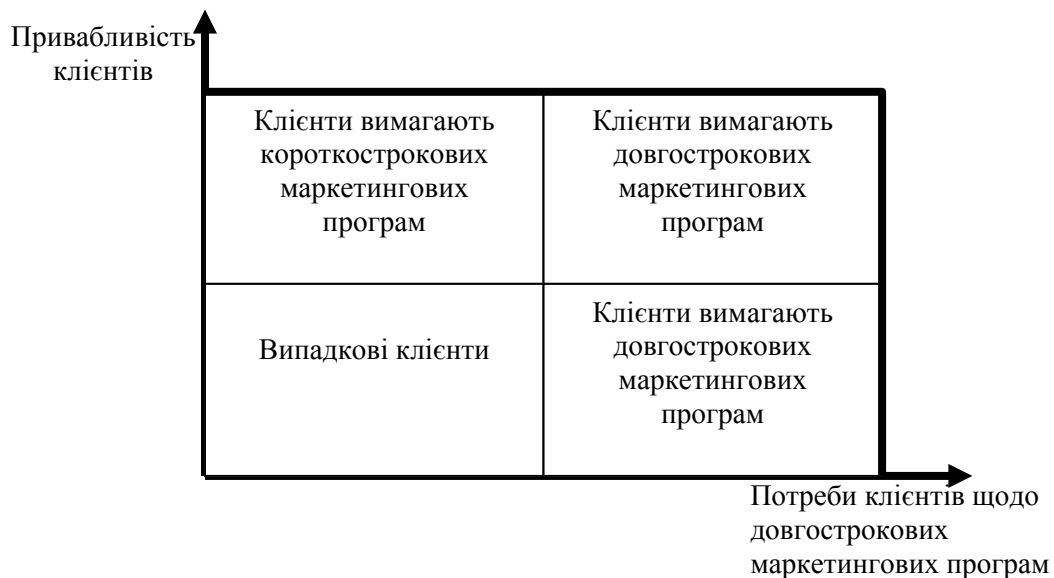 Привабливість
клієнтів
Клієнти вимагають
короткострокових
маркетингових
програм
Клієнти вимагають
довгострокових
маркетингових
програм
Випадкові клієнти
Клієнти вимагають
довгострокових
маркетингових
програм
Потреби клієнтів щодо
довгострокових
маркетингових програм